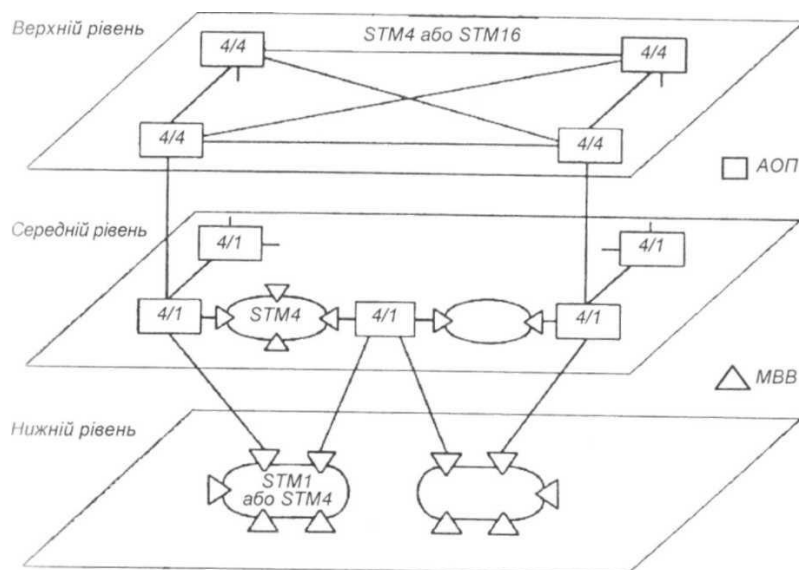 Верхній рівень
STM4 або STM16
4/4
4/4
4/4
4/4
АОП
Середній рівень
4/1
4/1
4/1
STM4
4/1
4/1
МВВ
Нижній рівень
STM1
або STM4